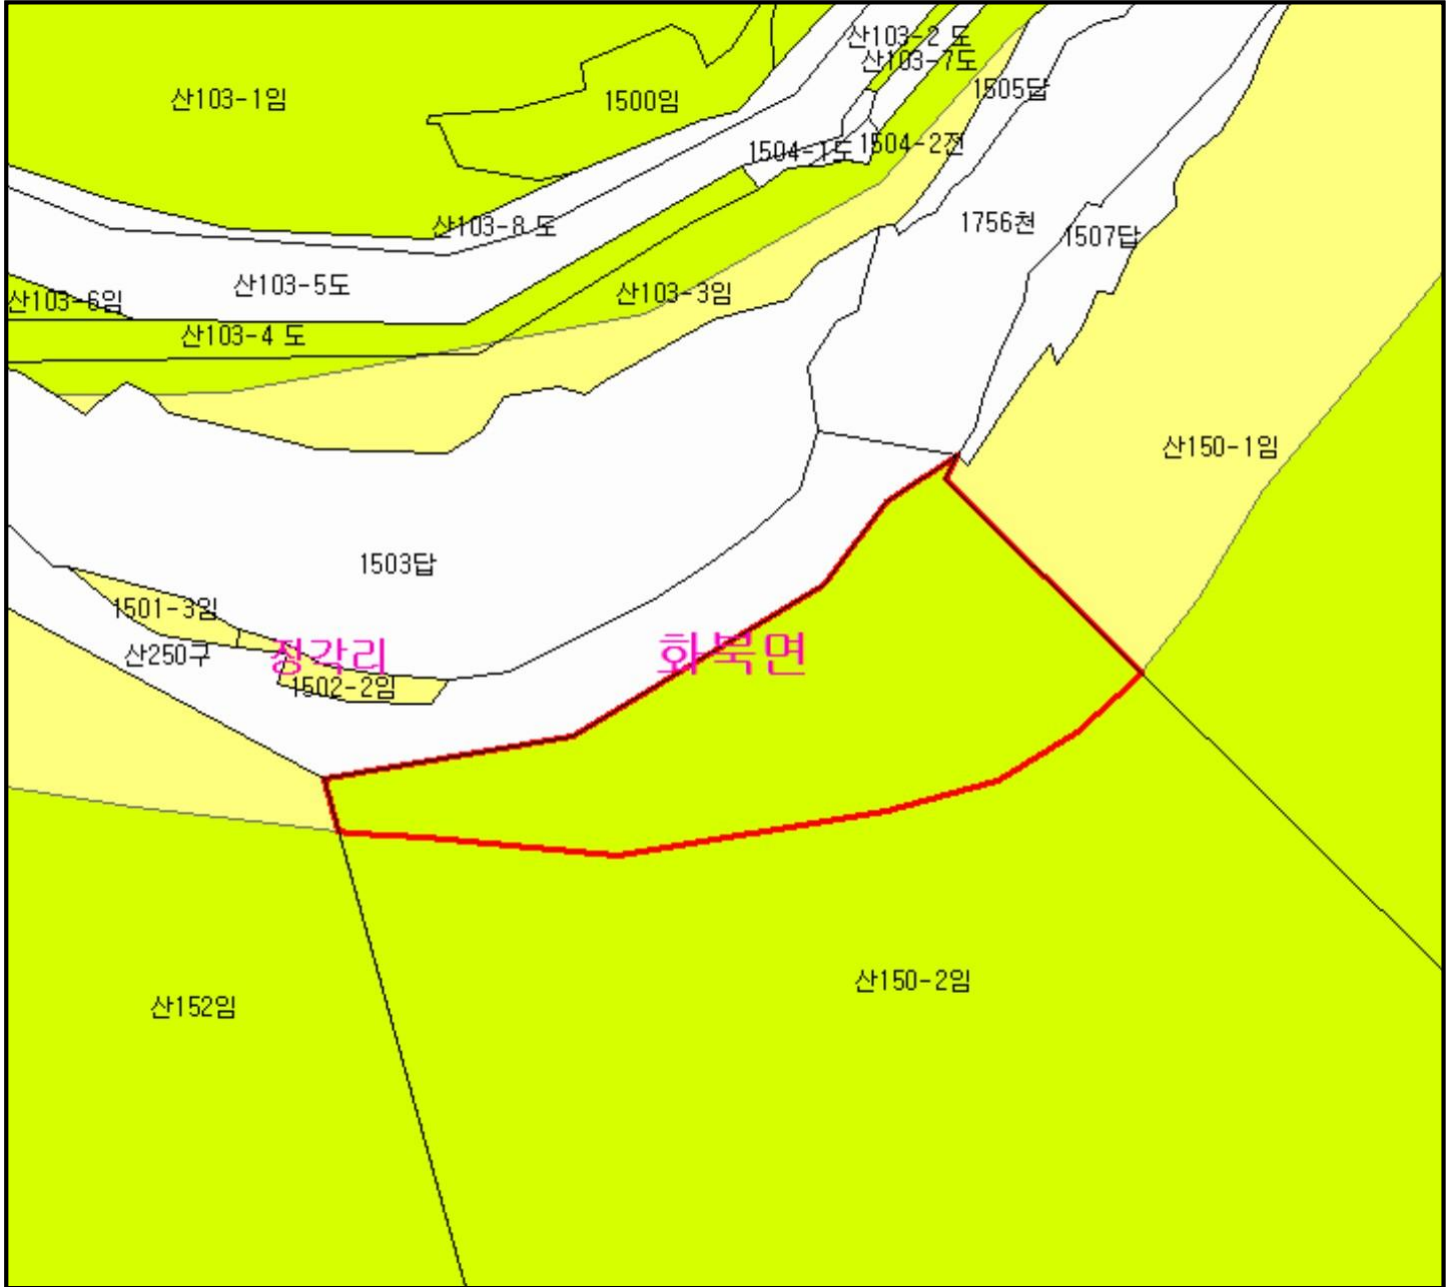 산103-2 도
산103-7도
산103-1임
1500임
1505답
1504-1도
1504-2전
산103-8 도
1756천
1507답
산103-5도
산103-6임
산103-3임
산103-4 도
산150-1임
1503답
1501-3임
산250구
장각리
화북면
1502-2임
산150-2임
산152임